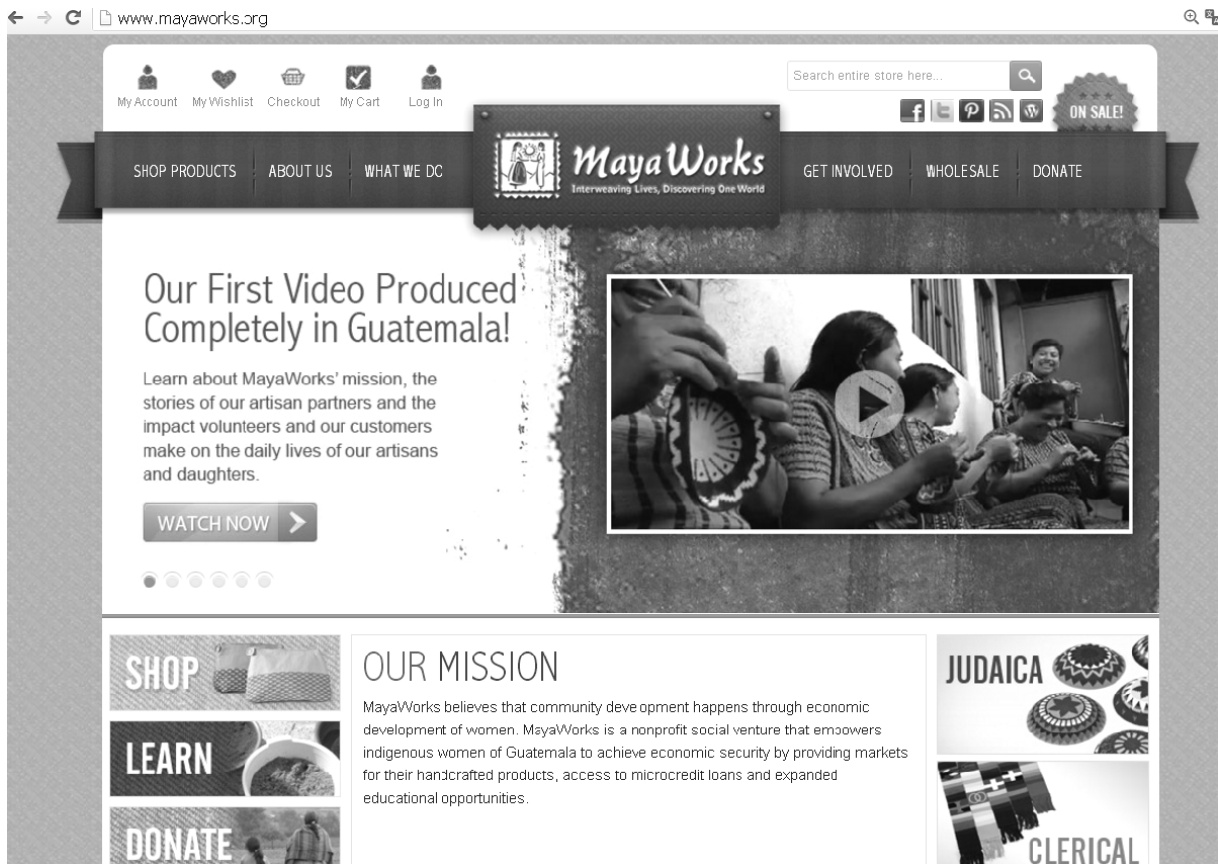 www.mayaworks.org
My Account My Wishlist Checkout My Cart Log In
Search entire store here...
ON SALE!
SHOP PRODUCTS ABOUT US WHAT WE DO
MayaWorks
Interweaving Lives, Discovering One World
GET INVOLVED WHOLESALE DONATE
Our First Video Produced
Completely in Guatemala!
Learn about MayaWorks' mission, the
stories of our artisan partners and the
impact volunteers and our customers
make on the daily lives of our artisans
and daughters.
WATCH NOW
SHOP
LEARN
DONATE
OUR MISSION
MayaWorks believes that community development happens through economic
development of women. MayaWorks is a nonprofit social venture that empowers
indigenous women of Guatemala to achieve economic security by providing markets
for their handcrafted products, access to microcredit loans and expanded
educational opportunities.
JUDAICA
CLERICAL